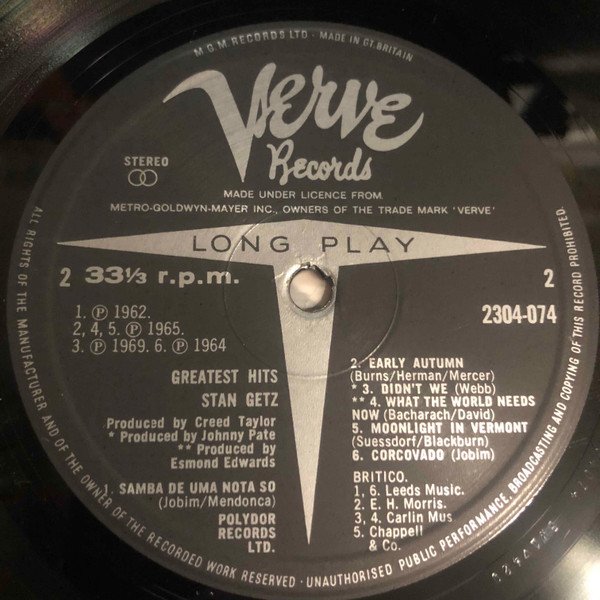 M.G.M. RECORDS LTD · MADE IN GT. BRITAIN
Verve
Records
STEREO
MADE UNDER LICENCE FROM
METRO-GOLDWYN-MAYER INC., OWNERS OF THE TRADE MARK 'VERVE'
LONG PLAY
2 33⅓ r.p.m.
2
2304-074
1. ℗ 1962.
2, 4, 5. ℗ 1965.
3. ℗ 1969. 6. ℗ 1964
GREATEST HITS
STAN GETZ
Produced by Creed Taylor
* Produced by Johnny Pate
** Produced by
Esmond Edwards
1. SAMBA DE UMA NOTA SO
(Jobim/Mendonca)
POLYDOR
RECORDS
LTD.
2. EARLY AUTUMN
(Burns/Herman/Mercer)
* 3. DIDN'T WE (Webb)
** 4. WHAT THE WORLD NEEDS
NOW (Bacharach/David)
5. MOONLIGHT IN VERMONT
(Suessdorf/Blackburn)
6. CORCOVADO (Jobim)
BRITICO.
1, 6. Leeds Music.
2. E. H. Morris.
3, 4. Carlin Mus
5. Chappell
& Co.
ALL RIGHTS OF THE MANUFACTURER AND OF THE OWNER OF THE RECORDED WORK RESERVED · UNAUTHORISED PUBLIC PERFORMANCE, BROADCASTING AND COPYING OF THIS RECORD PROHIBITED.